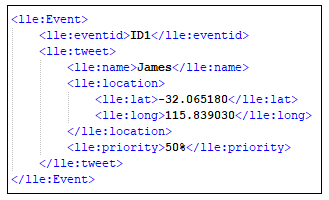 <lle:Event>
<lle:eventid>ID1</lle:eventid>
<lle:tweet>
<lle:name>James</lle:name>
<lle:location>
<lle:lat>-32.065180</lle:lat>
<lle:long>115.839030</lle:long>
</lle:location>
<lle:priority>50%</lle:priority>
</lle:tweet>
</lle:Event>